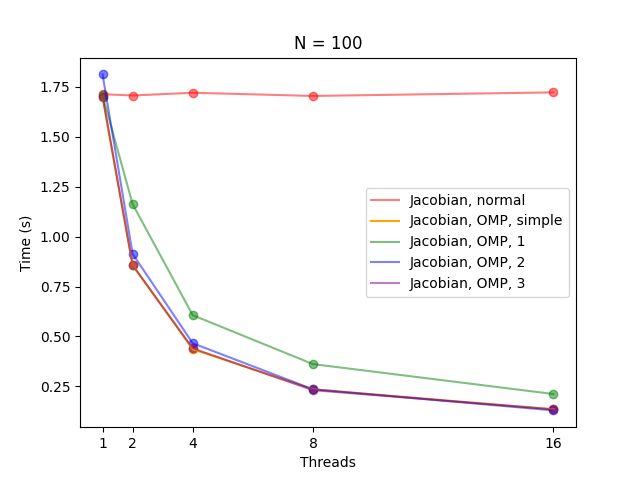 N = 100
1.75
1.50
1.25
1.00
0.75
0.50
0.25
Time (s)
Jacobian, normal
Jacobian, OMP, simple
Jacobian, OMP, 1
Jacobian, OMP, 2
Jacobian, OMP, 3
1 2 4 8 16
Threads